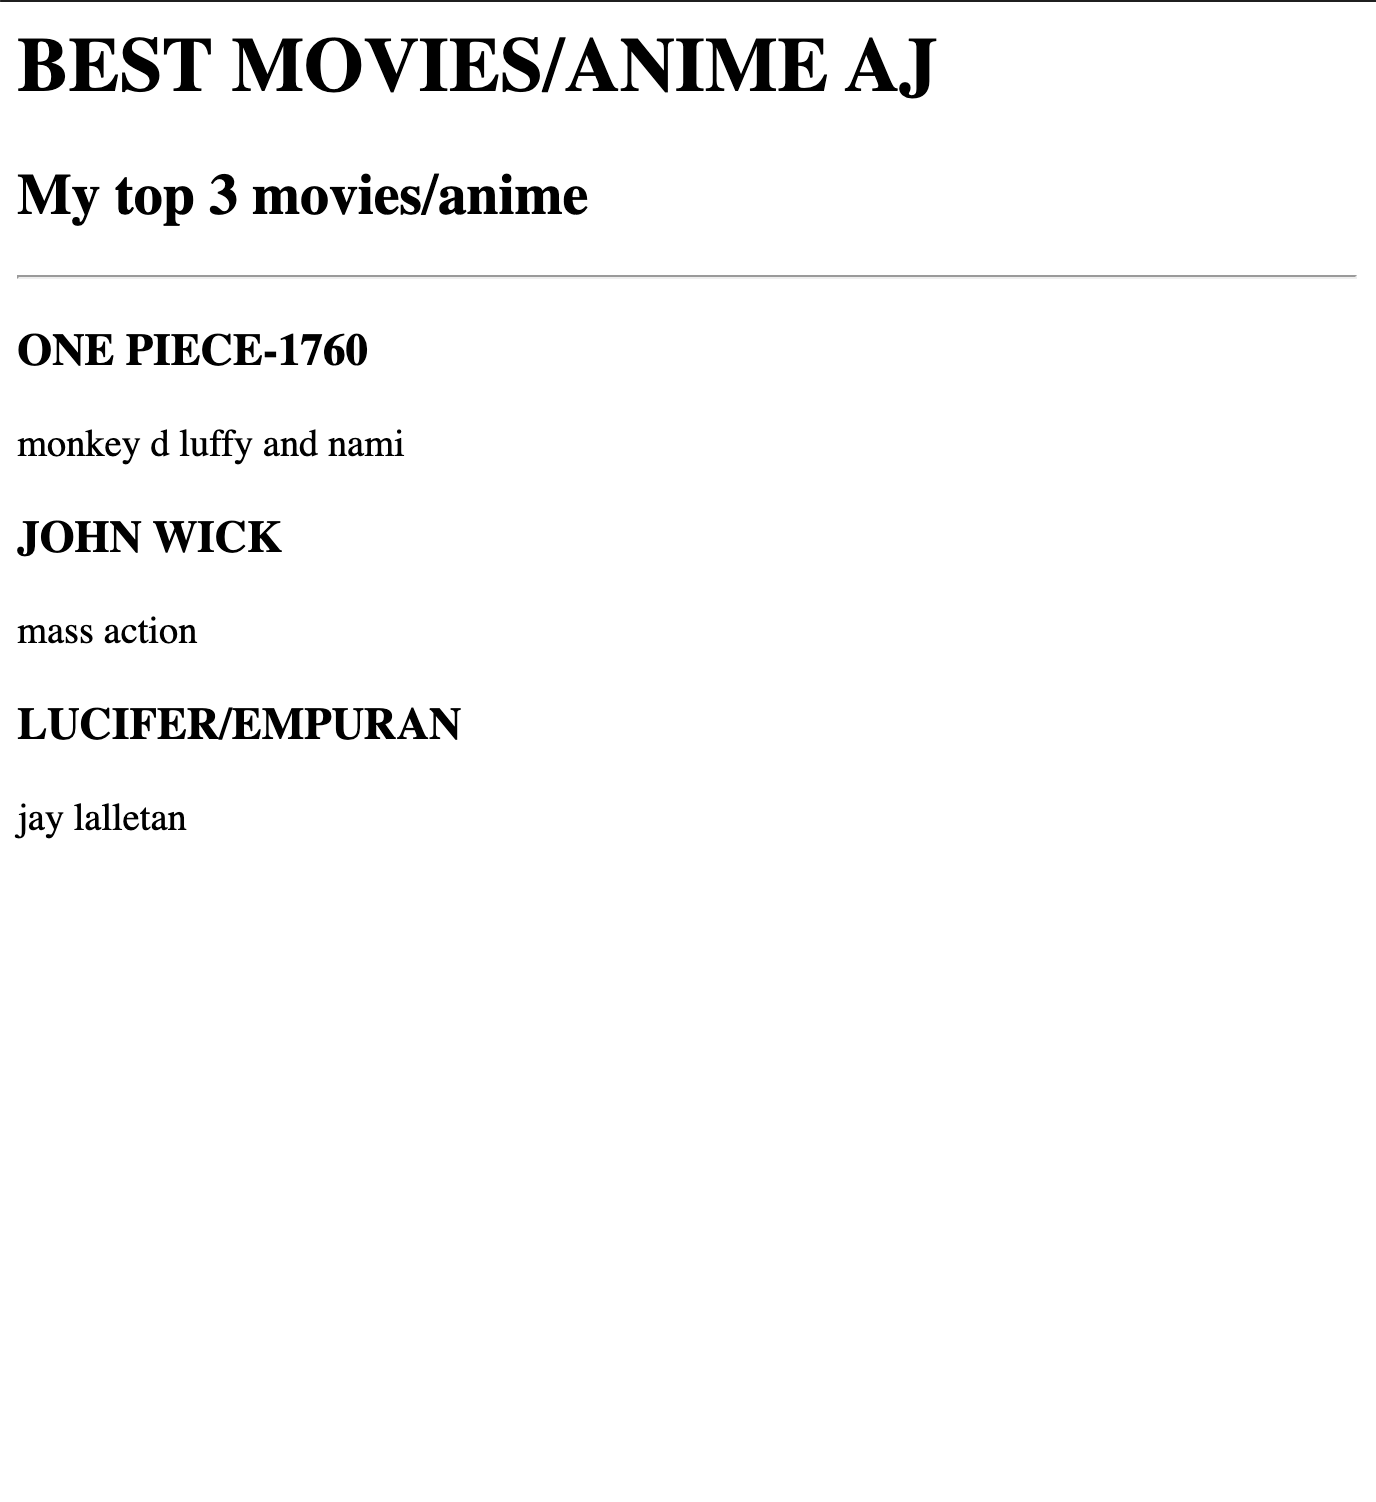 BEST MOVIES/ANIME AJ
My top 3 movies/anime
ONE PIECE-1760
monkey d luffy and nami
JOHN WICK
mass action
LUCIFER/EMPURAN
jay lalletan